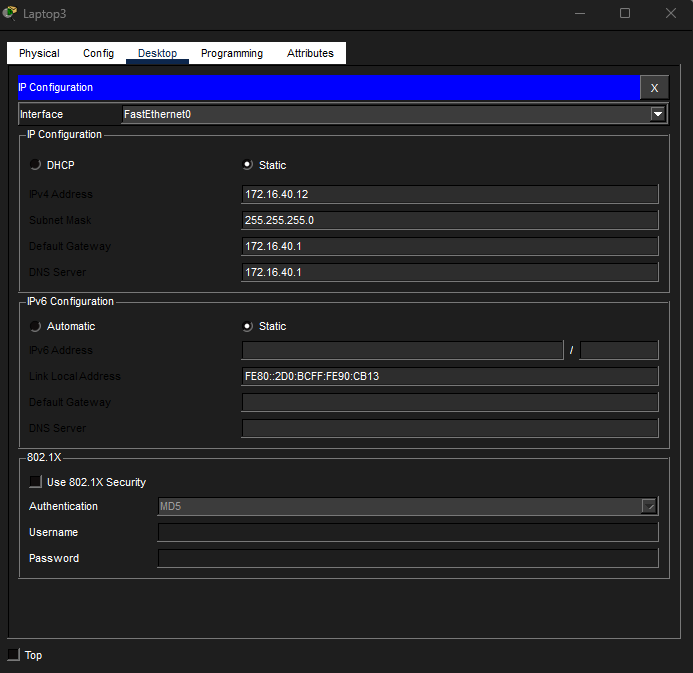 Laptop3
Physical Config Desktop Programming Attributes
IP Configuration X
Interface FastEthernet0
IP Configuration
DHCP Static
IPv4 Address 172.16.40.12
Subnet Mask 255.255.255.0
Default Gateway 172.16.40.1
DNS Server 172.16.40.1
IPv6 Configuration
Automatic Static
IPv6 Address /
Link Local Address FE80::2D0:BCFF:FE90:CB13
Default Gateway
DNS Server
802.1X
Use 802.1X Security
Authentication MD5
Username
Password
Top